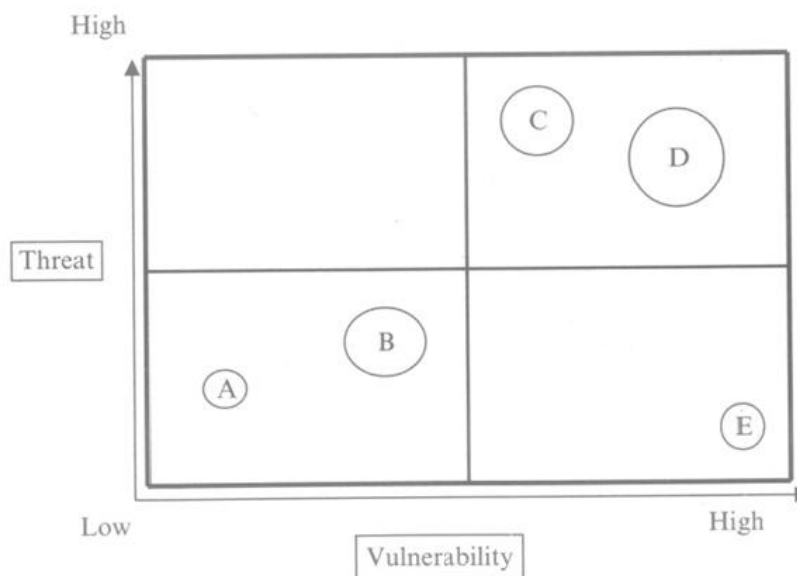 High
C
D
Threat
B
A
E
Low
High
Vulnerability